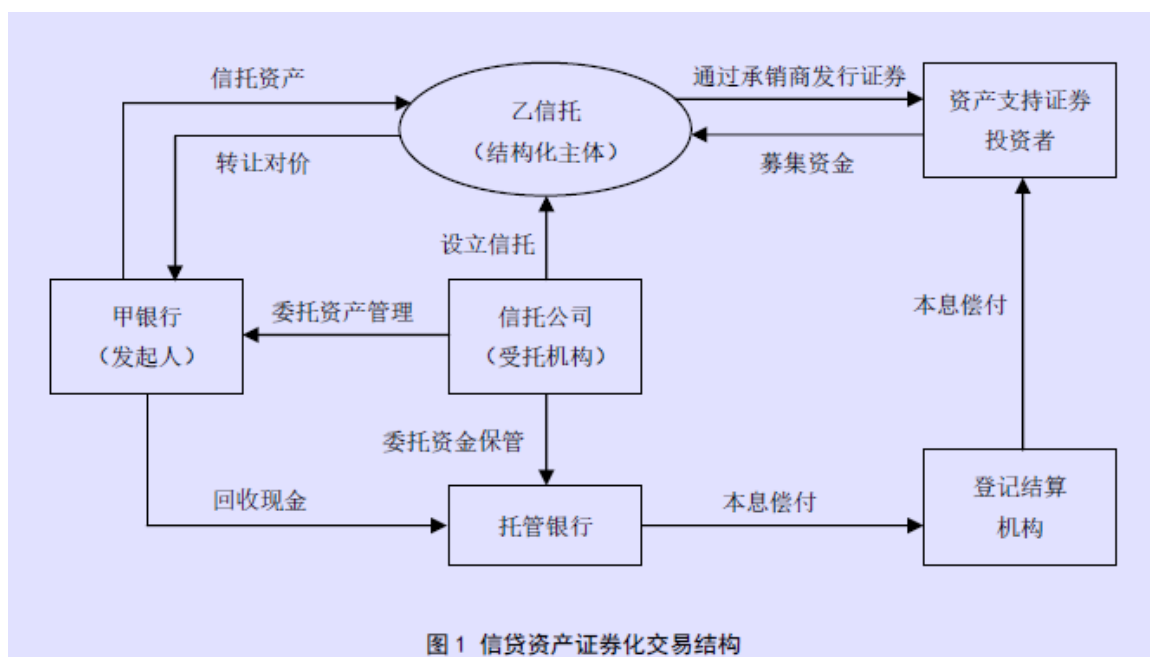 信托资产
通过承销商发行证券
乙信托
（结构化主体）
资产支持证券
投资者
转让对价
募集资金
设立信托
甲银行
（发起人）
委托资产管理
信托公司
（受托机构）
本息偿付
委托资金保管
回收现金
托管银行
本息偿付
登记结算
机构
图 1 信贷资产证券化交易结构